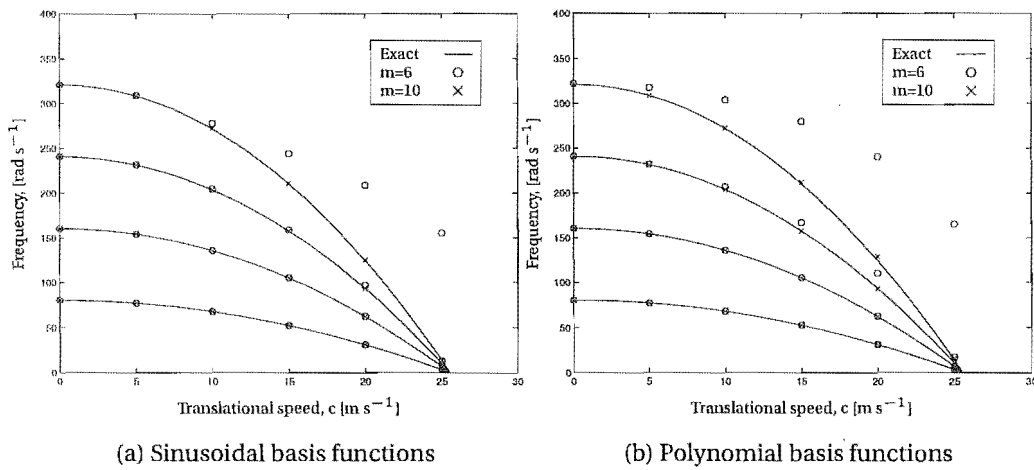 400
350
300
250
200
150
100
50
0
Frequency, [rad s−1]
Exact
m=6
m=10
0 5 10 15 20 25 30
Translational speed, c [m s−1]
(a) Sinusoidal basis functions
400
350
300
250
200
150
100
50
0
Frequency, [rad s−1]
Exact
m=6
m=10
0 5 10 15 20 25 30
Translational speed, c [m s−1]
(b) Polynomial basis functions